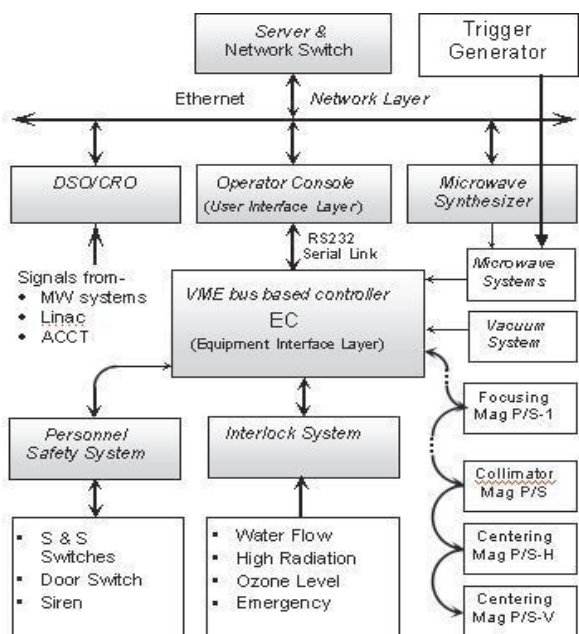 Server &
Network Switch
Trigger
Generator
Ethernet
Network Layer
DSO/CRO
Operator Console
(User Interface Layer)
Microwave
Synthesizer
RS232
Serial Link
Signals from-
• MW systems
• Linac
• ACCT
VME bus based controller
EC
(Equipment Interface Layer)
Microwave
Systems
Vacuum
System
Focusing
Mag P/S-1
Personnel
Safety System
Interlock System
Collimator
Mag P/S
▪ S & S
Switches
▪ Door Switch
▪ Siren
▪ Water Flow
▪ High Radiation
▪ Ozone Level
▪ Emergency
Centering
Mag P/S-H
Centering
Mag P/S-V